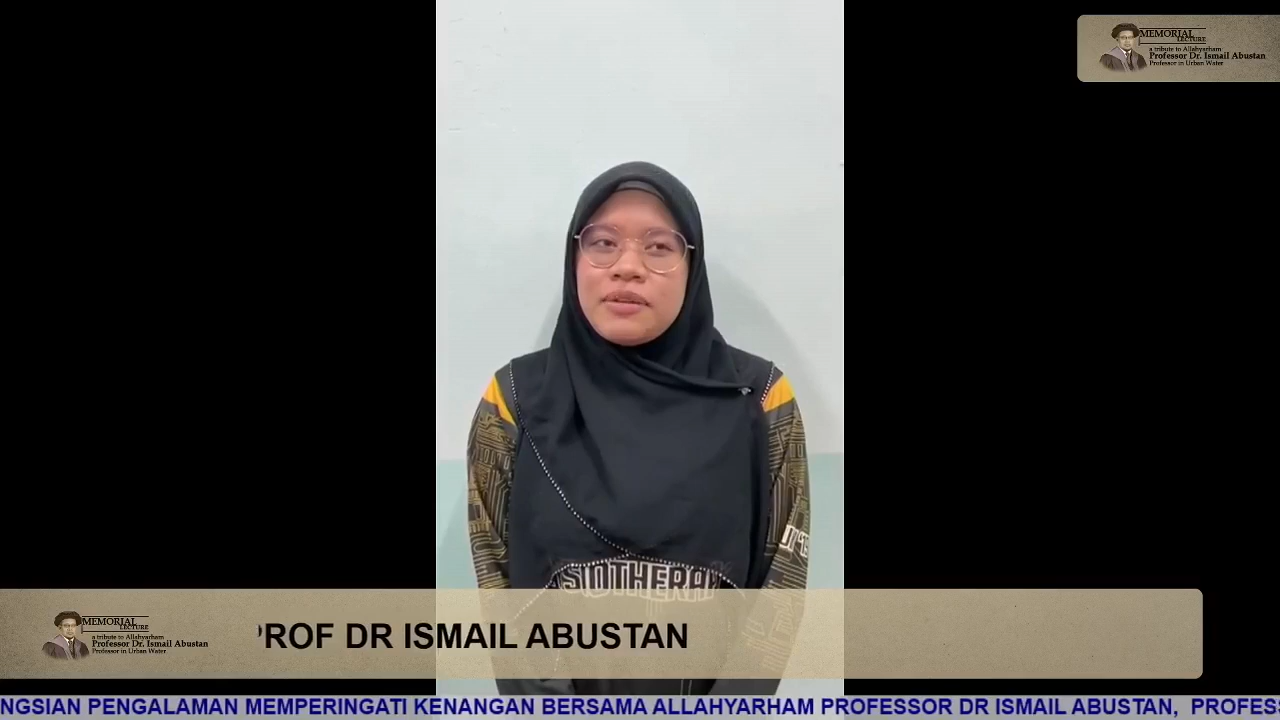 MEMORIAL
LECTURE
a tribute to Allahyarham
Professor Dr. Ismail Abustan
Professor in Urban Water
MEMORIAL
LECTURE
a tribute to Allahyarham
Professor Dr. Ismail Abustan
Professor in Urban Water
PROF DR ISMAIL ABUSTAN
NGSIAN PENGALAMAN MEMPERINGATI KENANGAN BERSAMA ALLAHYARHAM PROFESSOR DR ISMAIL ABUSTAN, PROFES